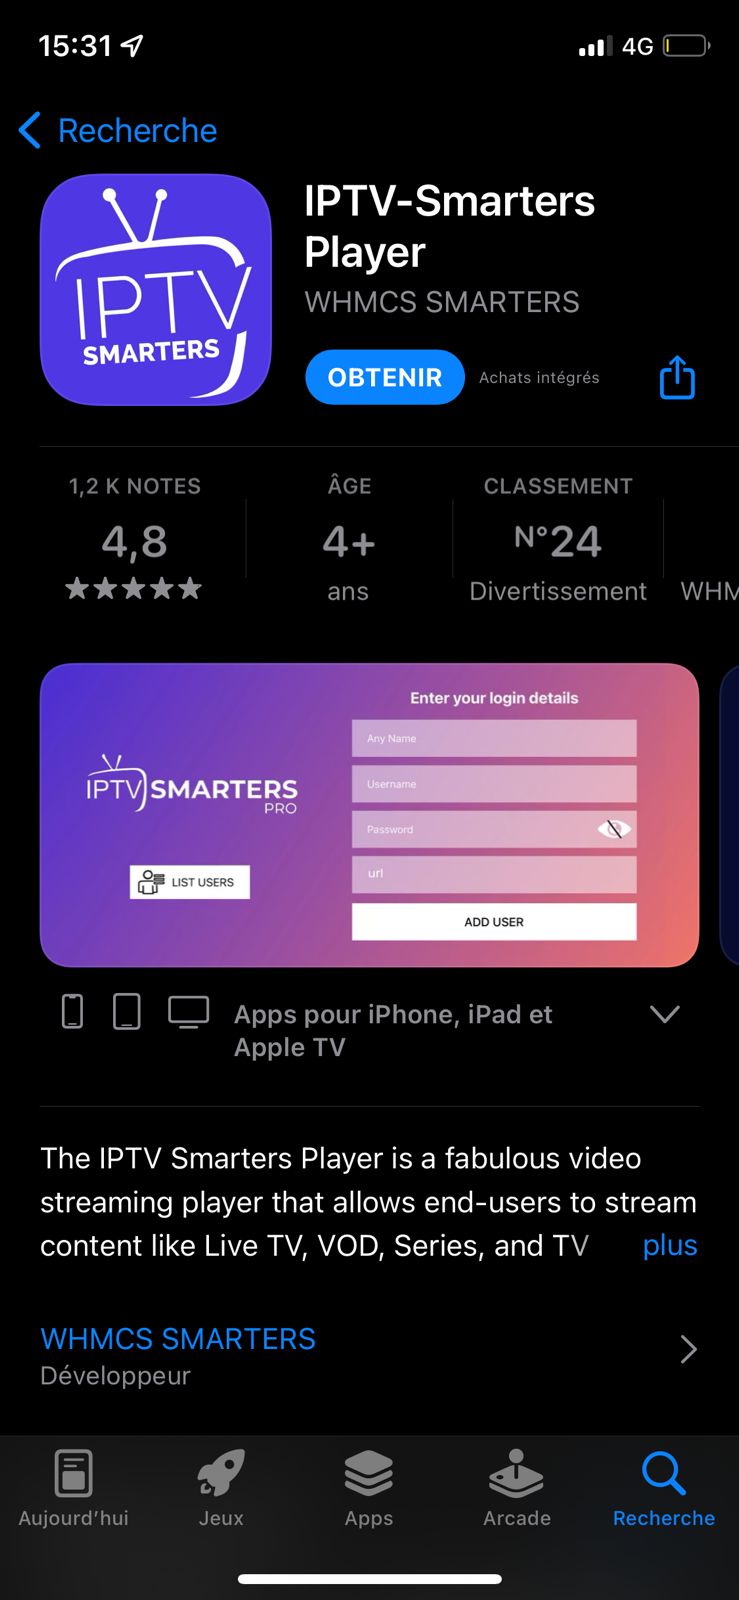 15:31
4G
Recherche
IPTV
SMARTERS
IPTV-Smarters
Player
WHMCS SMARTERS
OBTENIR
Achats intégrés
1,2 K NOTES
4,8
ÂGE
4+
ans
CLASSEMENT
N°24
Divertissement
WHM
Enter your login details
Any Name
Username
Password
url
ADD USER
IPTV SMARTERS
PRO
LIST USERS
Apps pour iPhone, iPad et
Apple TV
The IPTV Smarters Player is a fabulous video
streaming player that allows end-users to stream
content like Live TV, VOD, Series, and TV plus
WHMCS SMARTERS
Développeur
Aujourd'hui
Jeux
Apps
Arcade
Recherche